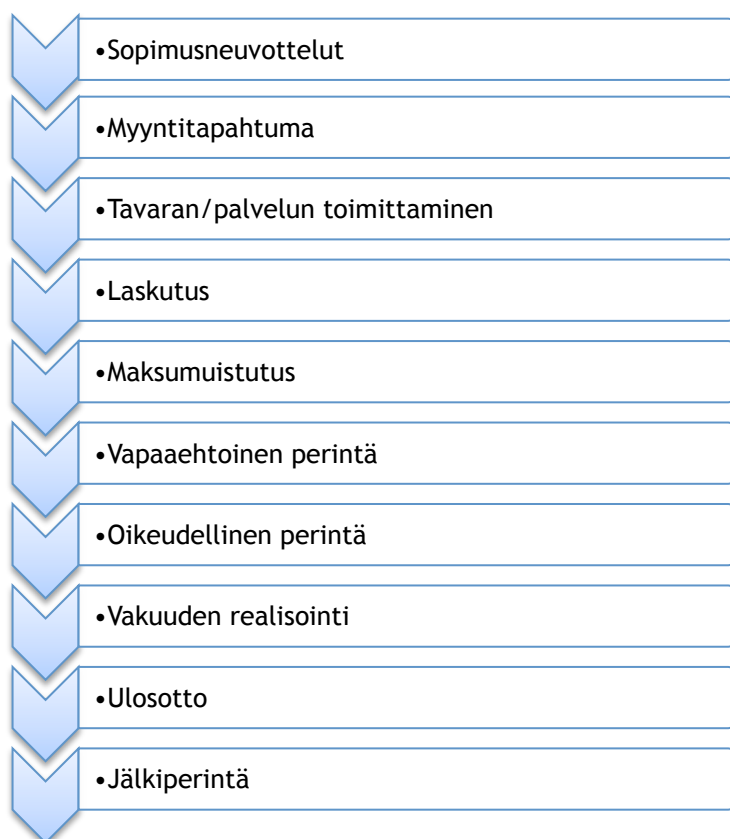 •Sopimusneuvottelut
•Myyntitapahtuma
•Tavaran/palvelun toimittaminen
•Laskutus
•Maksumuistutus
•Vapaaehtoinen perintä
•Oikeudellinen perintä
•Vakuuden realisointi
•Ulosotto
•Jälkiperintä